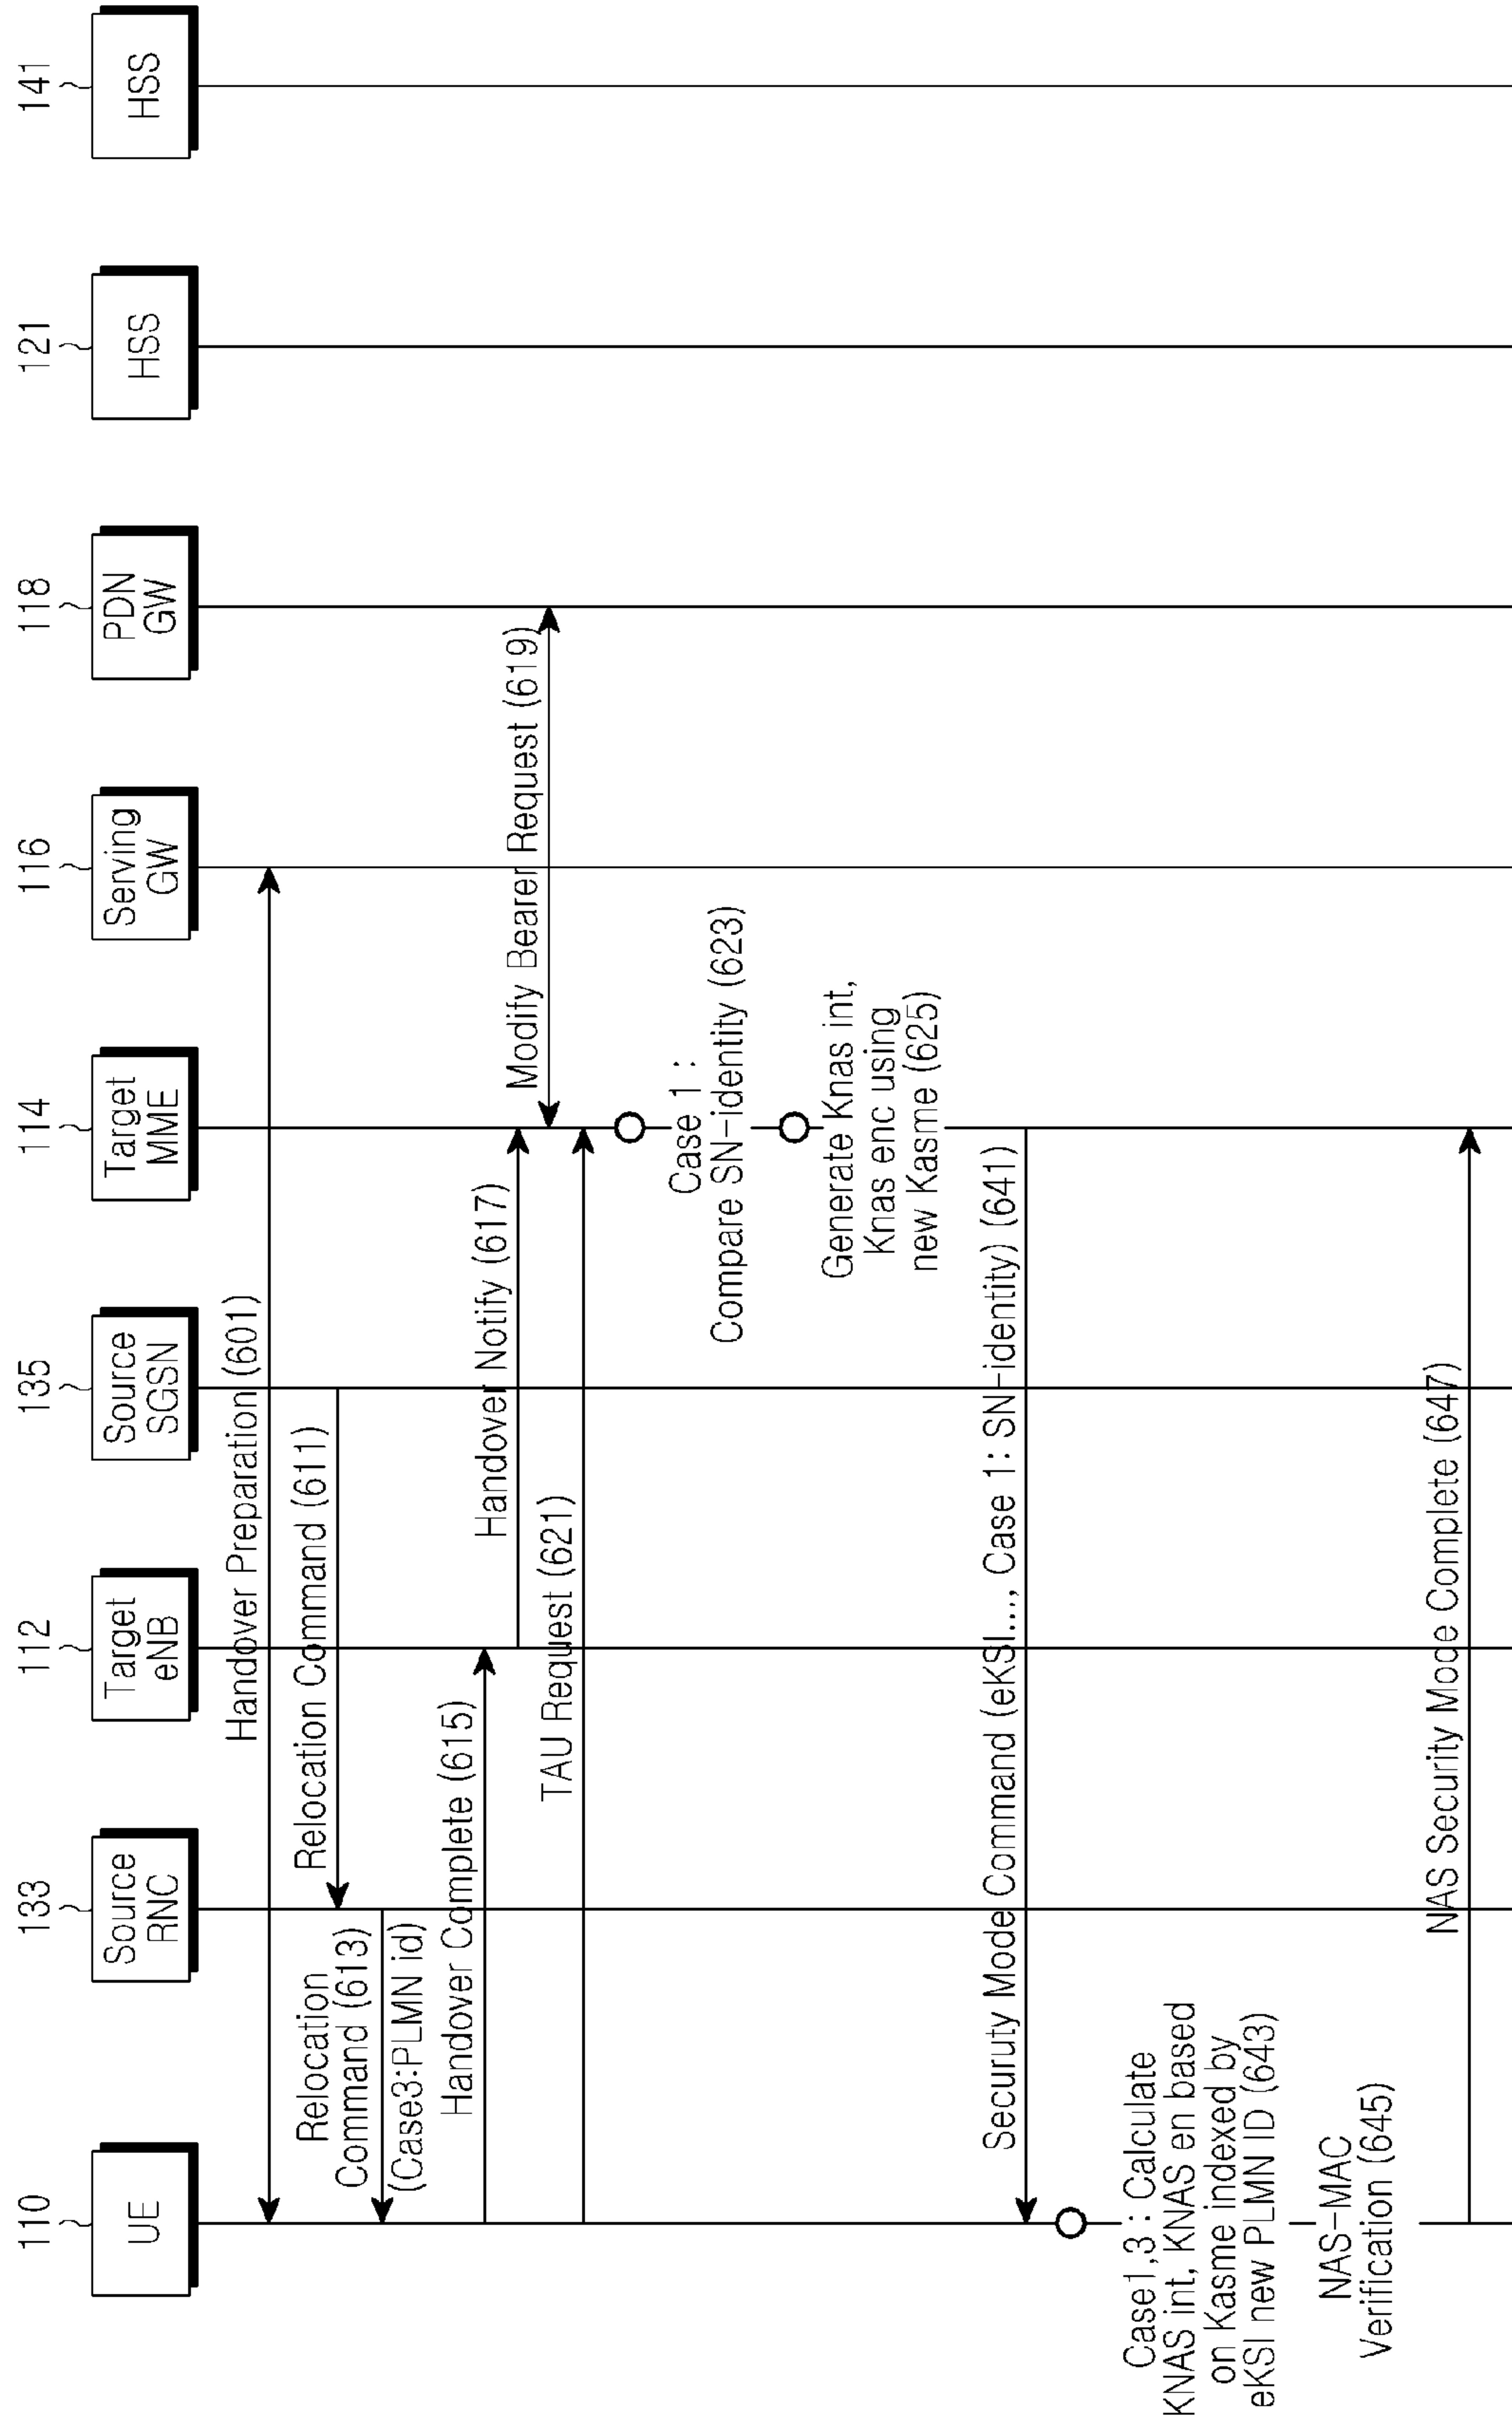 110
133
112
135
114
116
118
121
141
UE
Source
RNC
Target
eNB
Source
SGSN
Target
MME
Serving
GW
PDN
GW
HSS
HSS
Handover Preparation (601)
Relocation Command (611)
Relocation
Command (613)
(Case3:PLMN id)
Handover Complete (615)
Handover Notify (617)
Modify Bearer Request (619)
TAU Request (621)
Case 1 :
Compare SN-identity (623)
Generate Knas int,
Knas enc using
new Kasme (625)
Securuty Mode Command (eKSI..., Case 1: SN-identity) (641)
Case1,3 : Calculate
KNAS int, KNAS en based
on Kasme indexed by
eKSI new PLMN ID (643)
NAS-MAC
Verification (645)
NAS Security Mode Complete (647)